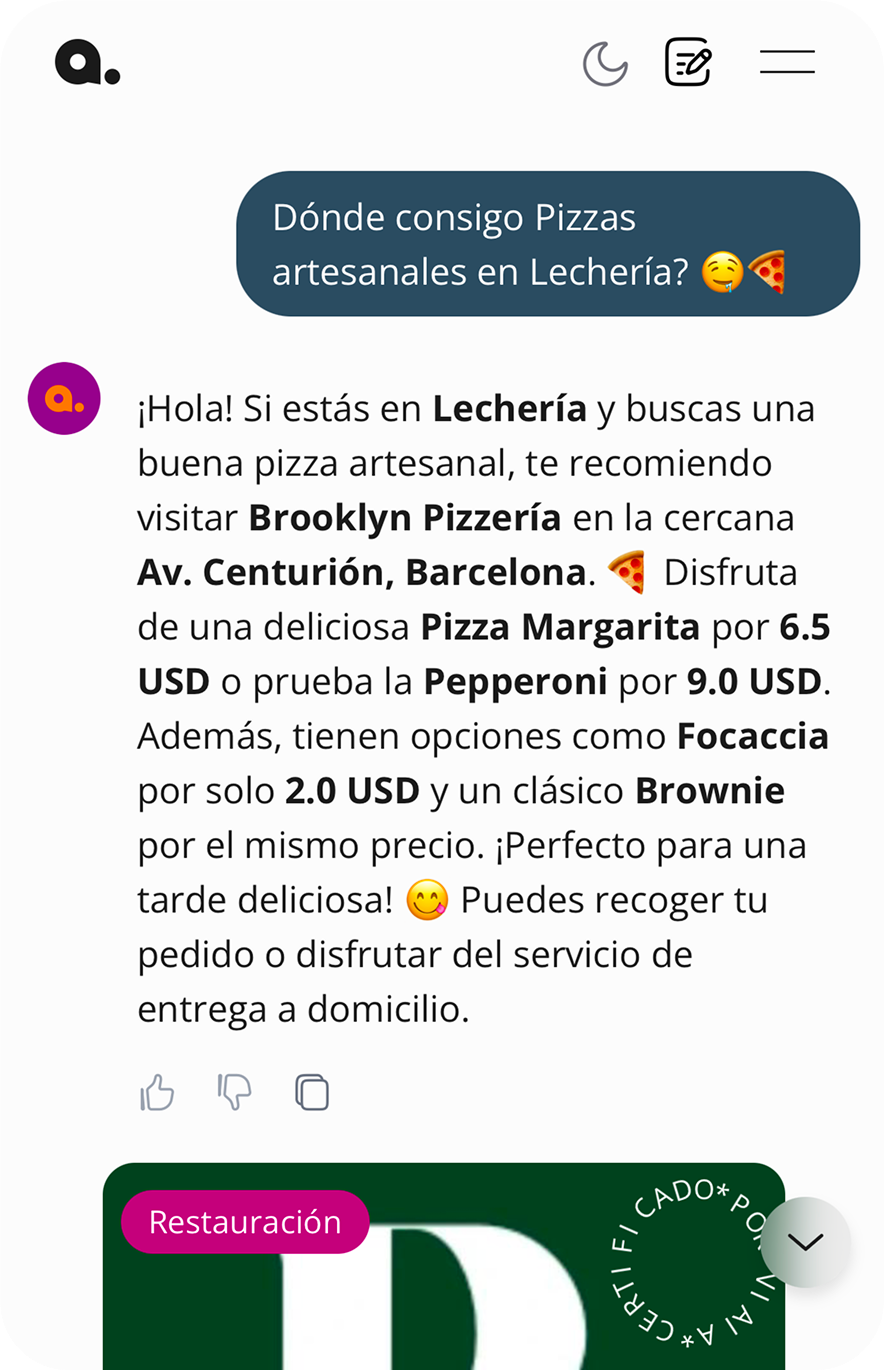 a.
Dónde consigo Pizzas
artesanales en Lechería? 🤤🍕
a.
¡Hola! Si estás en Lechería y buscas una
buena pizza artesanal, te recomiendo
visitar Brooklyn Pizzería en la cercana
Av. Centurión, Barcelona. 🍕 Disfruta
de una deliciosa Pizza Margarita por 6.5
USD o prueba la Pepperoni por 9.0 USD.
Además, tienen opciones como Focaccia
por solo 2.0 USD y un clásico Brownie
por el mismo precio. ¡Perfecto para una
tarde deliciosa! 😋 Puedes recoger tu
pedido o disfrutar del servicio de
entrega a domicilio.
Restauración
CERTI FI CADO*